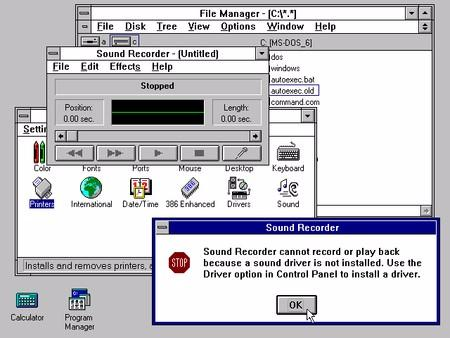 File Manager - [C:\*.*]
File Disk Tree View Options Window Help
a c C: [MS-DOS_6]
dos
windows
autoexec.bat
autoexec.old
command.com
Sound Recorder - (Untitled)
File Edit Effects Help
Stopped
Position:
0.00 sec.
Length:
0.00 sec.
Color Fonts Ports Mouse Desktop Keyboard
Printers International Date/Time 386 Enhanced Drivers Sound
Installs and removes printers,
Sound Recorder
STOP
Sound Recorder cannot record or play back
because a sound driver is not installed. Use the
Driver option in Control Panel to install a driver.
OK
Calculator
Program
Manager